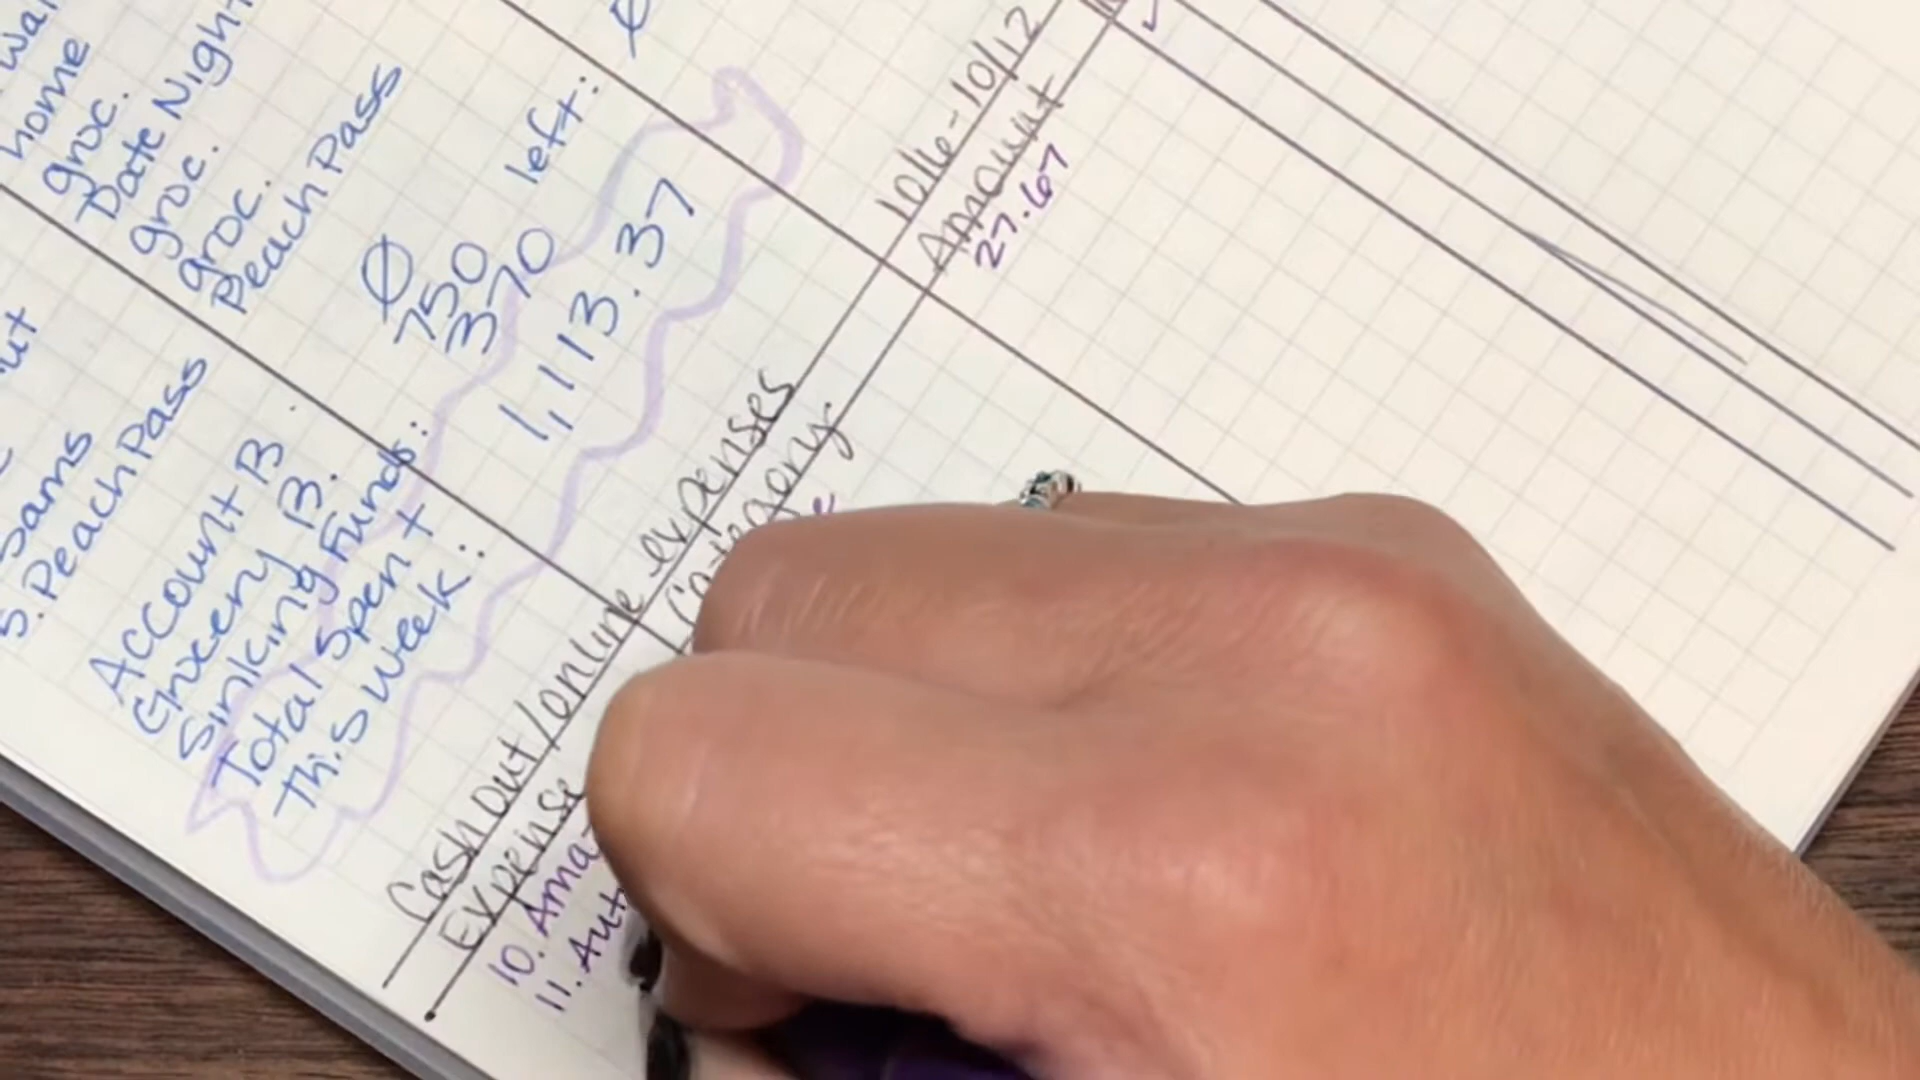 home
groc.
Date Night
groc.
groc.
Peach Pass
Sams
5. Peach Pass
left: Ø
Account B Ø
Grocery B. 750
Sinking Funds: 370
Total Spent 1,113.37
this week:
Cash out/online expenses 10/6-10/12
Expense Category Amount
10. Ama 27.67
11. Aut